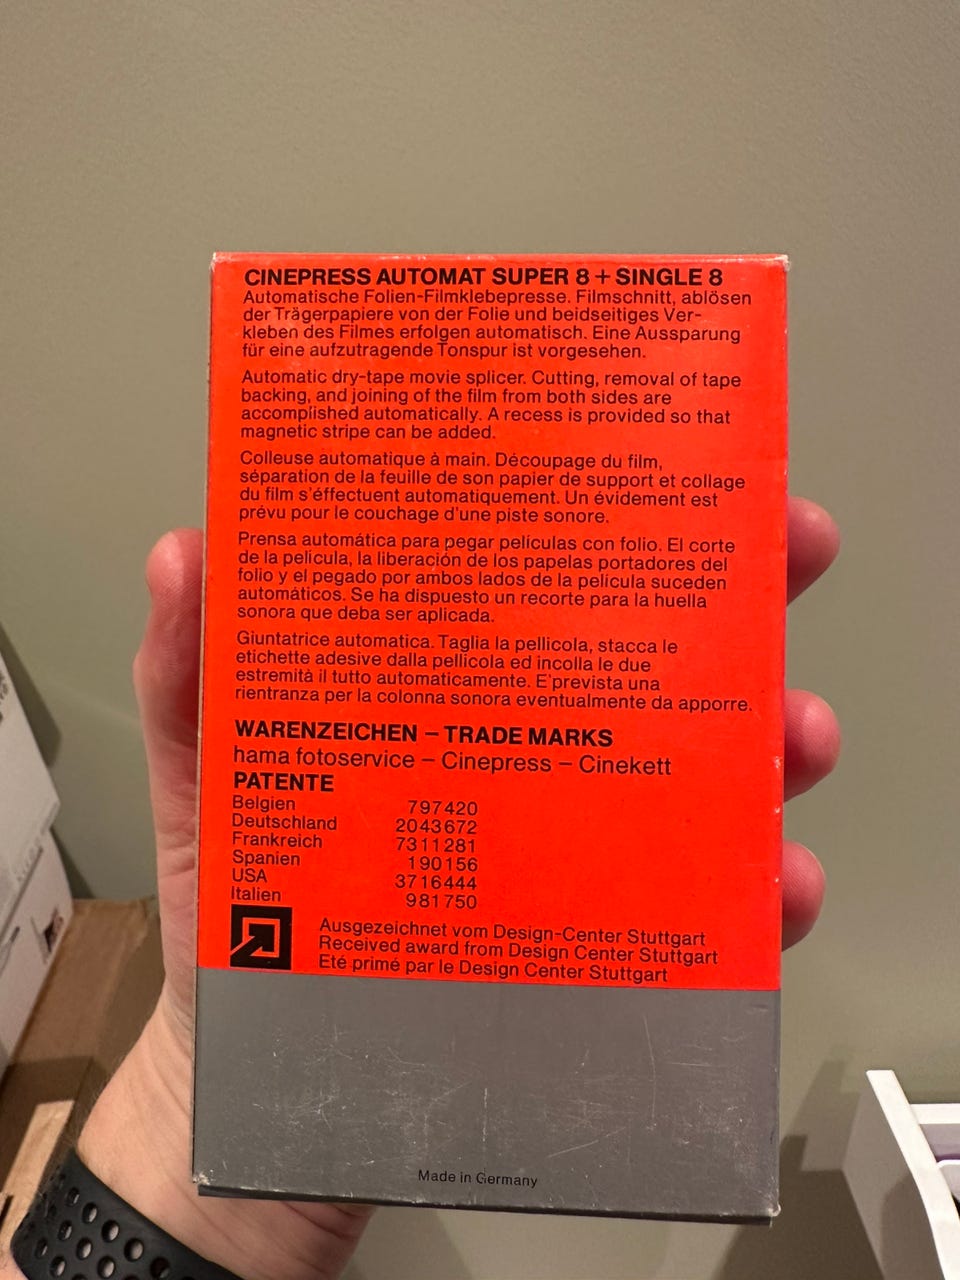 CINEPRESS AUTOMAT SUPER 8 + SINGLE 8
Automatische Folien-Filmklebepresse. Filmschnitt, ablösen
der Trägerpapiere von der Folie und beidseitiges Ver-
kleben des Filmes erfolgen automatisch. Eine Aussparung
für eine aufzutragende Tonspur ist vorgesehen.
Automatic dry-tape movie splicer. Cutting, removal of tape
backing, and joining of the film from both sides are
accomplished automatically. A recess is provided so that
magnetic stripe can be added.
Colleuse automatique à main. Découpage du film,
séparation de la feuille de son papier de support et collage
du film s'éffectuent automatiquement. Un évidement est
prévu pour le couchage d'une piste sonore.
Prensa automática para pegar películas con folio. El corte
de la película, la liberación de los papelas portadores del
folio y el pegado por ambos lados de la película suceden
automáticos. Se ha dispuesto un recorte para la huella
sonora que deba ser aplicada.
Giuntatrice automatica. Taglia la pellicola, stacca le
etichette adesive dalla pellicola ed incolla le due
estremità il tutto automaticamente. E'prevista una
rientranza per la colonna sonora eventualmente da apporre.
WARENZEICHEN – TRADE MARKS
hama fotoservice – Cinepress – Cinekett
PATENTE
Belgien 797420
Deutschland 2043672
Frankreich 7311281
Spanien 190156
USA 3716444
Italien 981750
Ausgezeichnet vom Design-Center Stuttgart
Received award from Design Center Stuttgart
Eté primé par le Design Center Stuttgart
Made in Germany